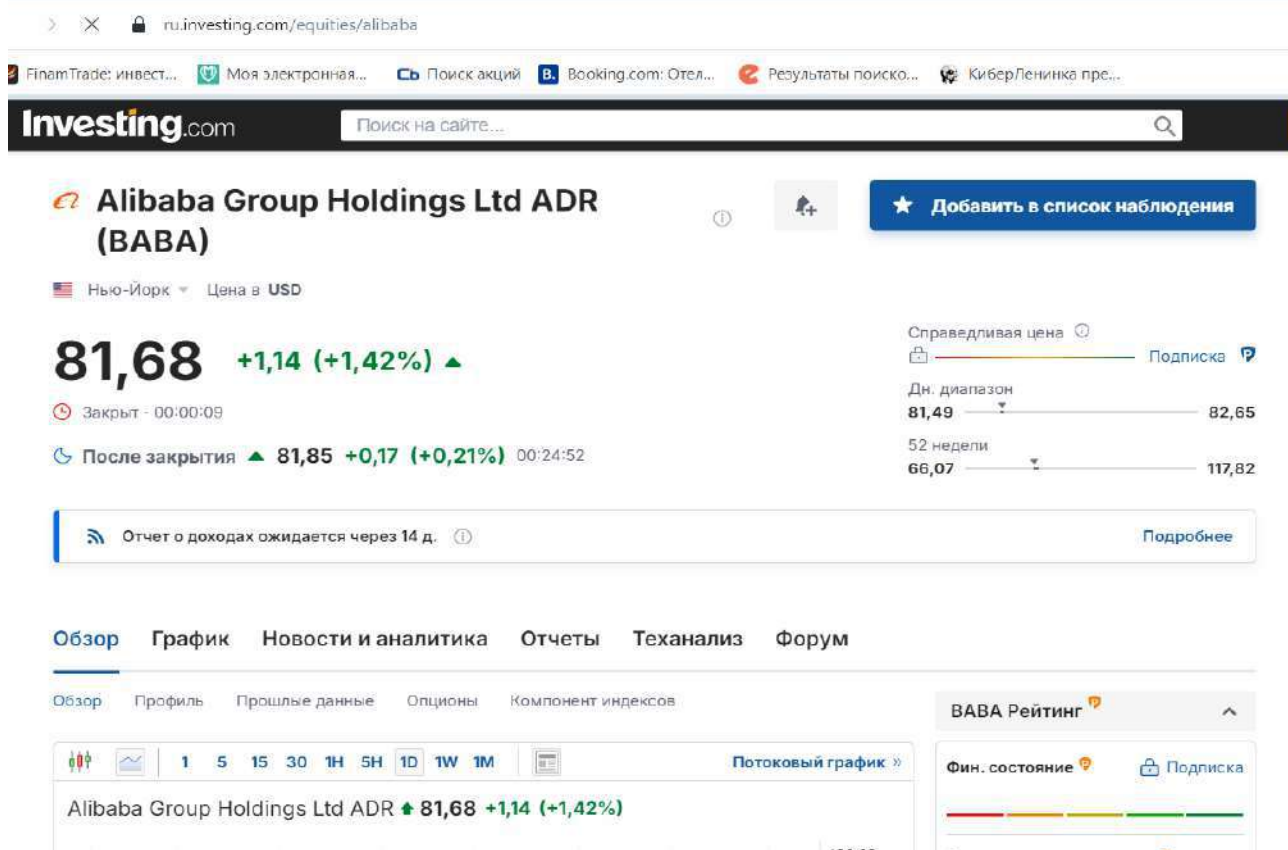 ru.investing.com/equities/alibaba
FinamTrade: инвест... Моя электронная... Сb Поиск акций B. Booking.com: Отел... Результаты поиско... КиберЛенинка пре...
Investing.com Поиск на сайте...
Alibaba Group Holdings Ltd ADR
(BABA)
Добавить в список наблюдения
Нью-Йорк Цена в USD
81,68 +1,14 (+1,42%)
Закрыт - 00:00:09
После закрытия 81,85 +0,17 (+0,21%) 00:24:52
Справедливая цена
Подписка
Дн. диапазон
81,49 82,65
52 недели
66,07 117,82
Отчет о доходах ожидается через 14 д. Подробнее
Обзор График Новости и аналитика Отчеты Теханализ Форум
Обзор Профиль Прошлые данные Опционы Компонент индексов
BABA Рейтинг
1 5 15 30 1H 5H 1D 1W 1M Потоковый график »
Фин. состояние Подписка
Alibaba Group Holdings Ltd ADR 81,68 +1,14 (+1,42%)